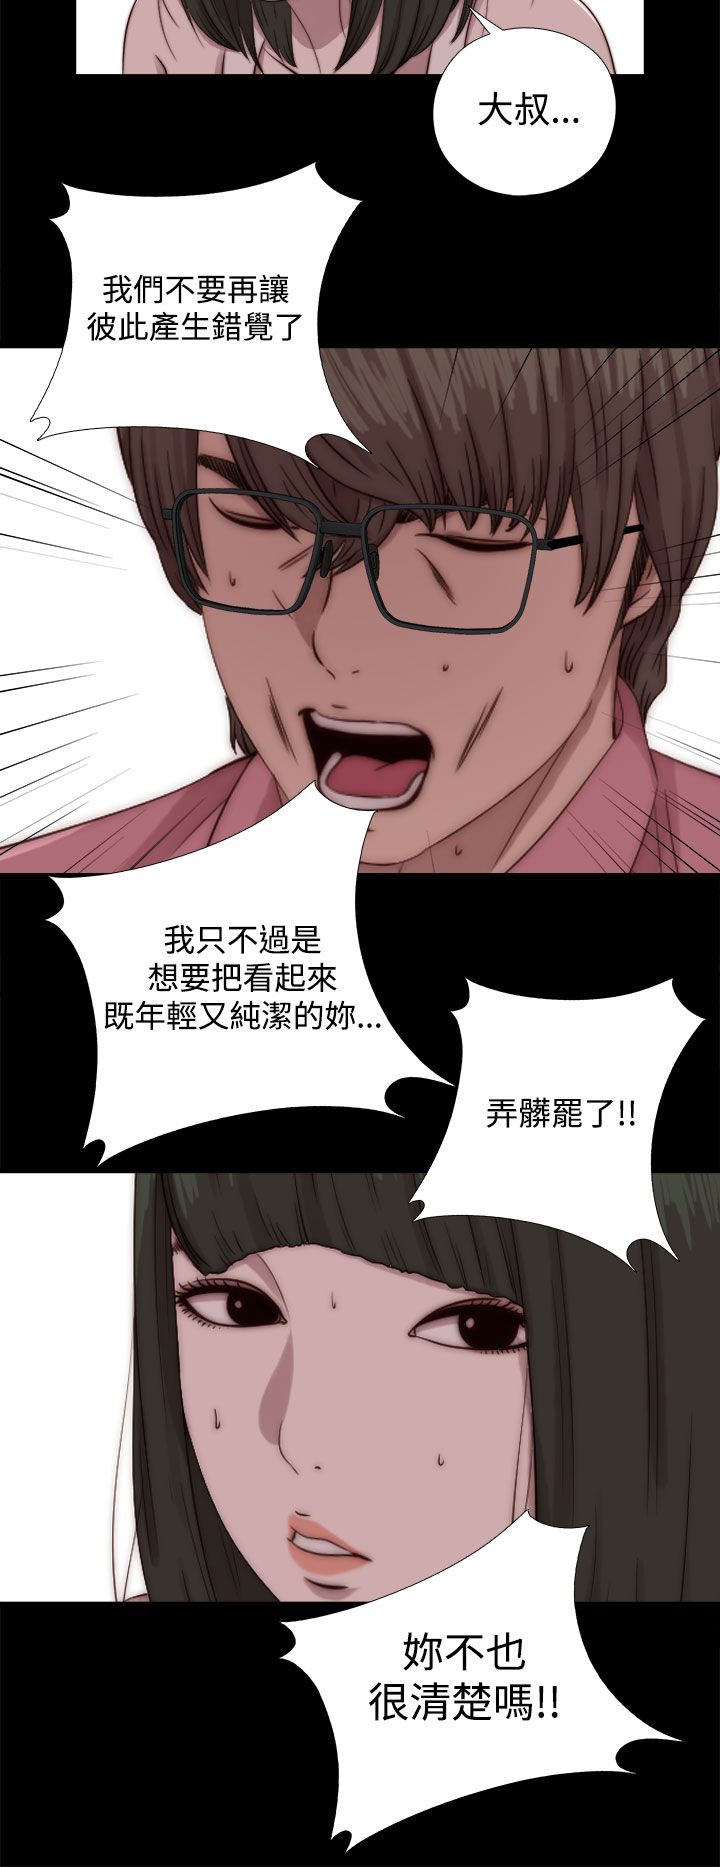 大叔...
我們不要再讓
彼此產生錯覺了
我只不過是
想要把看起來
既年輕又純潔的妳...
弄髒罷了!!
妳不也
很清楚嗎!!